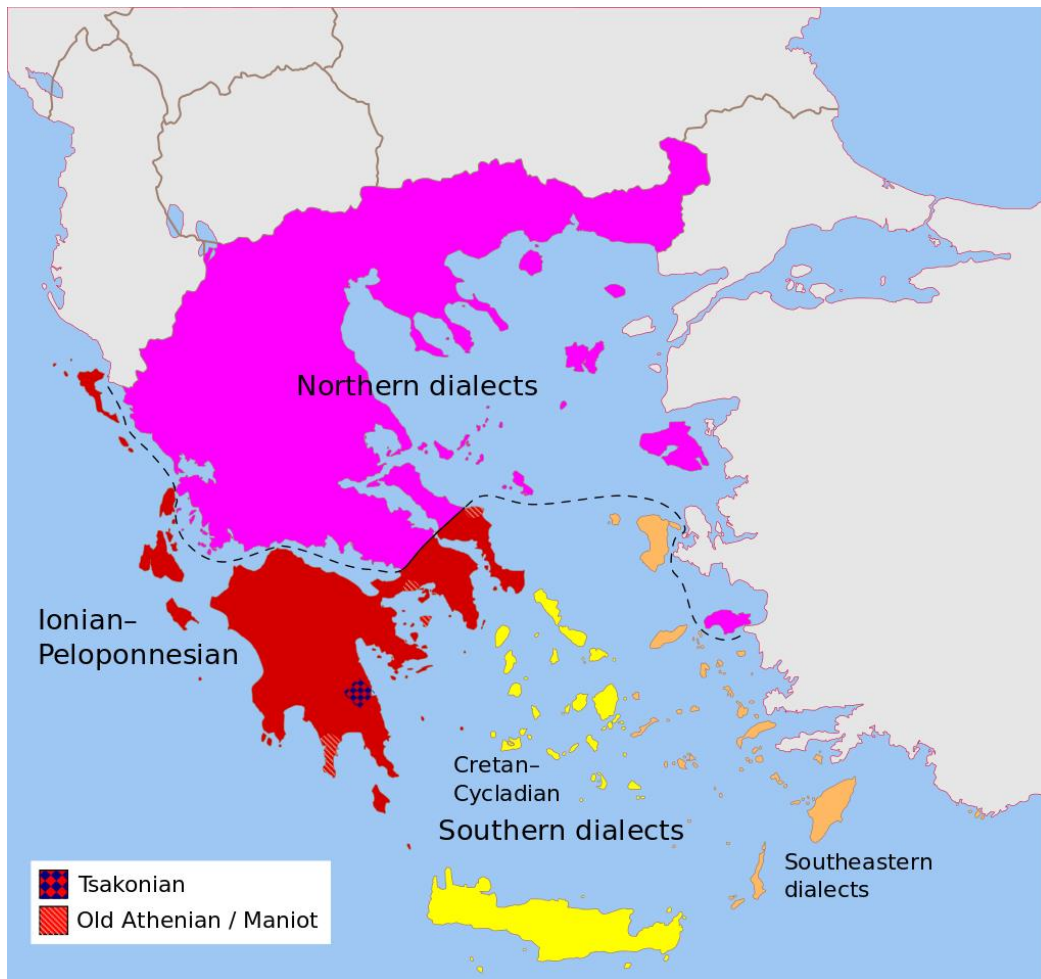 Northern dialects
Ionian–
Peloponnesian
Cretan–
Cycladian
Southern dialects
Southeastern
dialects
Tsakonian
Old Athenian / Maniot